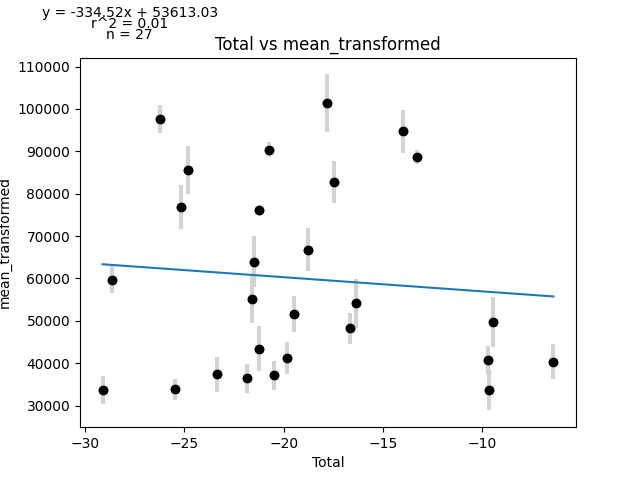 y = -334.52x + 53613.03
r^2 = 0.01
n = 27
Total vs mean_transformed
110000
100000
90000
80000
70000
60000
50000
40000
30000
mean_transformed
−30
−25
−20
−15
−10
Total